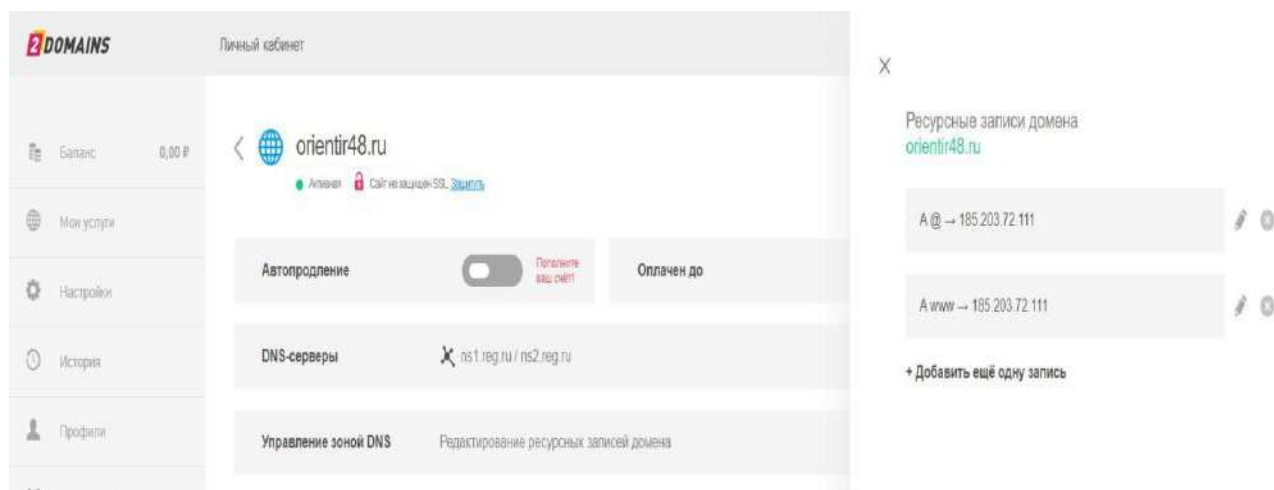 2DOMAINS
Личный кабинет
Баланс 0,00 ₽
Мои услуги
Настройки
История
Профили
orientir48.ru
Активная Сайт не защищен SSL. Защитить
Автопродление
Пополните
ваш счёт!
Оплачен до
DNS-серверы ns1.reg.ru / ns2.reg.ru
Управление зоной DNS Редактирование ресурсных записей домена
X
Ресурсные записи домена
orientir48.ru
A @ → 185.203.72.111
A www → 185.203.72.111
+ Добавить ещё одну запись